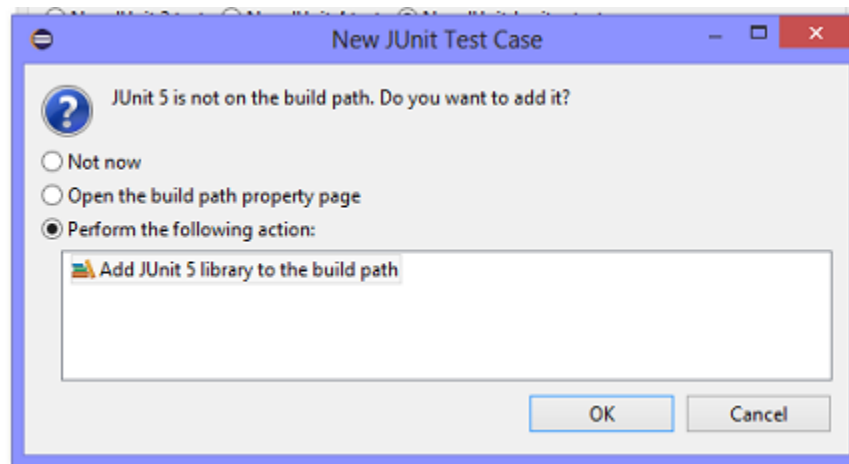 New JUnit Test Case
JUnit 5 is not on the build path. Do you want to add it?
Not now
Open the build path property page
Perform the following action:
Add JUnit 5 library to the build path
OK
Cancel